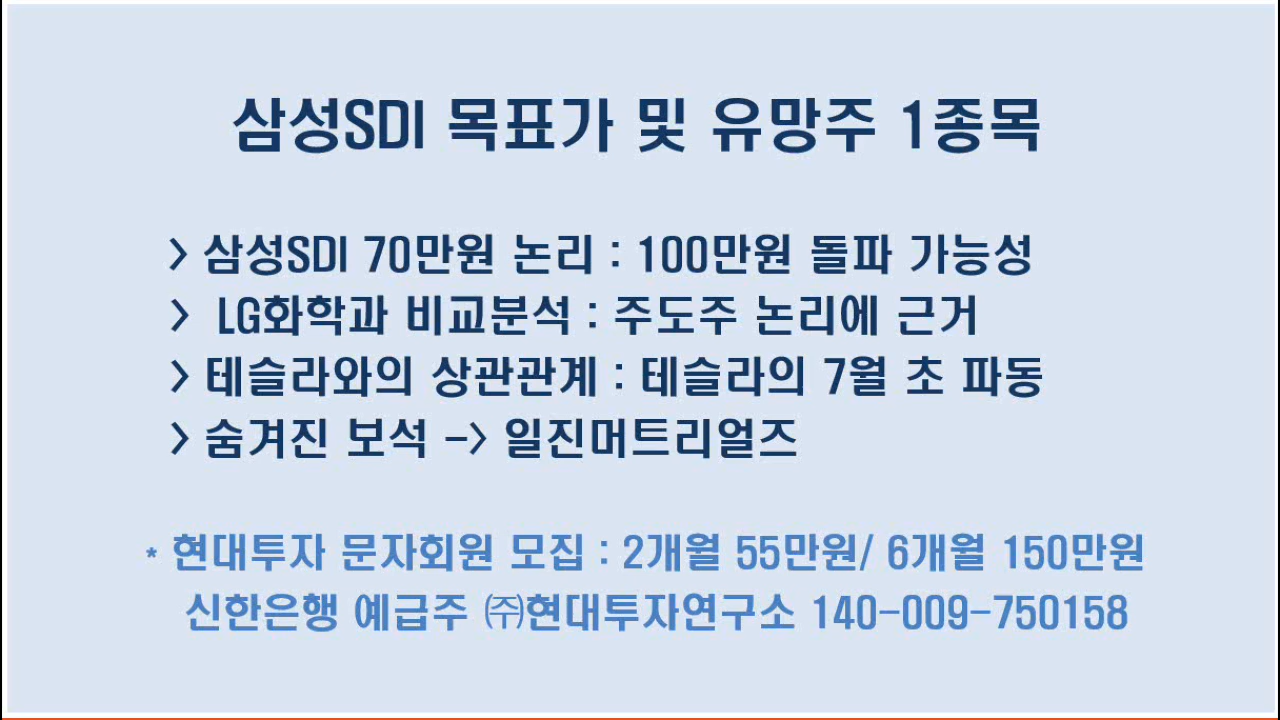 삼성SDI 목표가 및 유망주 1종목
> 삼성SDI 70만원 논리 : 100만원 돌파 가능성
> LG화학과 비교분석 : 주도주 논리에 근거
> 테슬라와의 상관관계 : 테슬라의 7월 초 파동
> 숨겨진 보석 -> 일진머트리얼즈
* 현대투자 문자회원 모집 : 2개월 55만원/ 6개월 150만원
신한은행 예금주 ㈜현대투자연구소 140-009-750158